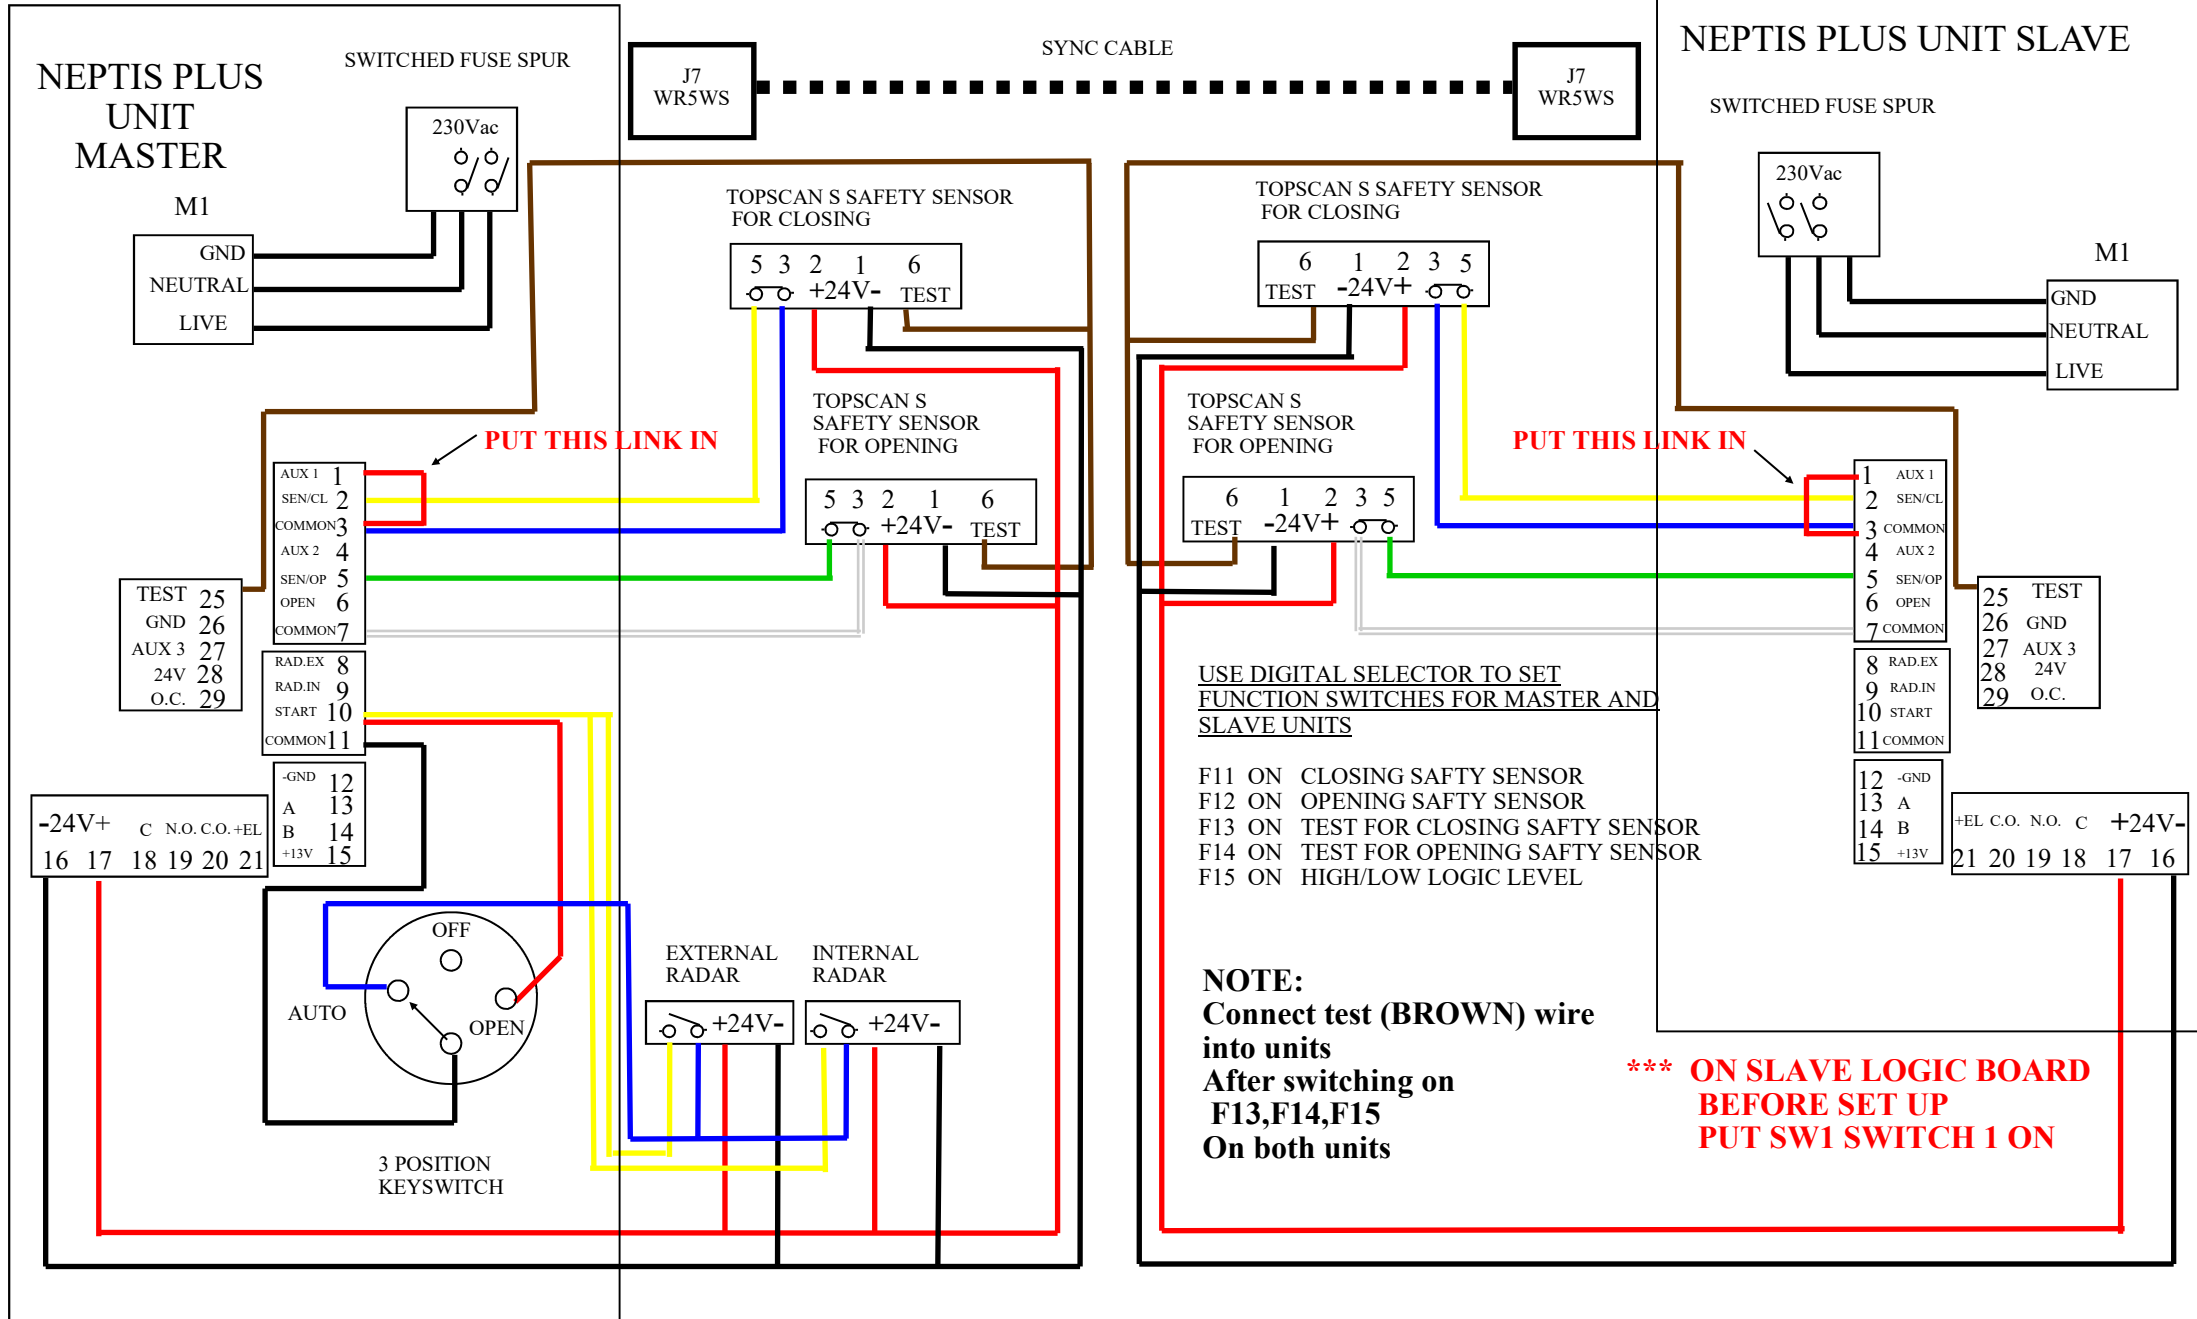 NEPTIS PLUS
UNIT
MASTER
SWITCHED FUSE SPUR
230Vac
M1
GND
NEUTRAL
LIVE
J7
WR5WS
SYNC CABLE
J7
WR5WS
NEPTIS PLUS UNIT SLAVE
SWITCHED FUSE SPUR
230Vac
M1
GND
NEUTRAL
LIVE
TOPSCAN S SAFETY SENSOR
FOR CLOSING
5 3 2 1 6
+24V- TEST
TOPSCAN S
SAFETY SENSOR
FOR OPENING
5 3 2 1 6
+24V- TEST
TOPSCAN S SAFETY SENSOR
FOR CLOSING
6 1 2 3 5
TEST -24V+
TOPSCAN S
SAFETY SENSOR
FOR OPENING
6 1 2 3 5
TEST -24V+
PUT THIS LINK IN
AUX 1 1
SEN/CL 2
COMMON 3
AUX 2 4
SEN/OP 5
OPEN 6
COMMON 7
TEST 25
GND 26
AUX 3 27
24V 28
O.C. 29
RAD.EX 8
RAD.IN 9
START 10
COMMON 11
-GND 12
A 13
B 14
+13V 15
-24V+ C N.O. C.O. +EL
16 17 18 19 20 21
OFF
AUTO
OPEN
3 POSITION
KEYSWITCH
EXTERNAL
RADAR
+24V-
INTERNAL
RADAR
+24V-
PUT THIS LINK IN
1 AUX 1
2 SEN/CL
3 COMMON
4 AUX 2
5 SEN/OP
6 OPEN
7 COMMON
25 TEST
26 GND
27 AUX 3
28 24V
29 O.C.
8 RAD.EX
9 RAD.IN
10 START
11 COMMON
12 -GND
13 A
14 B
15 +13V
+EL C.O. N.O. C +24V-
21 20 19 18 17 16
USE DIGITAL SELECTOR TO SET
FUNCTION SWITCHES FOR MASTER AND
SLAVE UNITS
F11 ON CLOSING SAFTY SENSOR
F12 ON OPENING SAFTY SENSOR
F13 ON TEST FOR CLOSING SAFTY SENSOR
F14 ON TEST FOR OPENING SAFTY SENSOR
F15 ON HIGH/LOW LOGIC LEVEL
NOTE:
Connect test (BROWN) wire
into units
After switching on
F13,F14,F15
On both units
*** ON SLAVE LOGIC BOARD
BEFORE SET UP
PUT SW1 SWITCH 1 ON